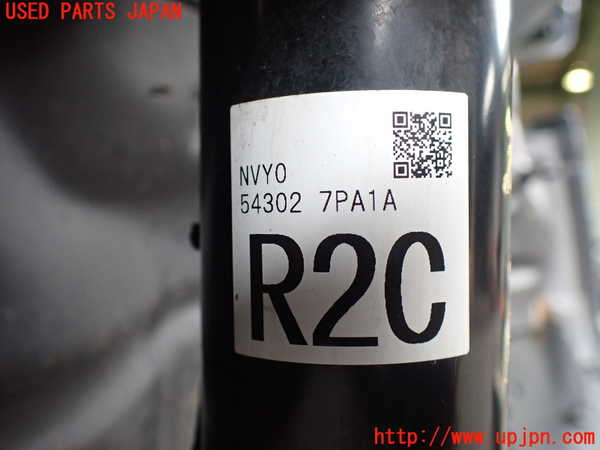 USED PARTS JAPAN
NVY0
54302 7PA1A
R2C
http://www.upjpn.com/